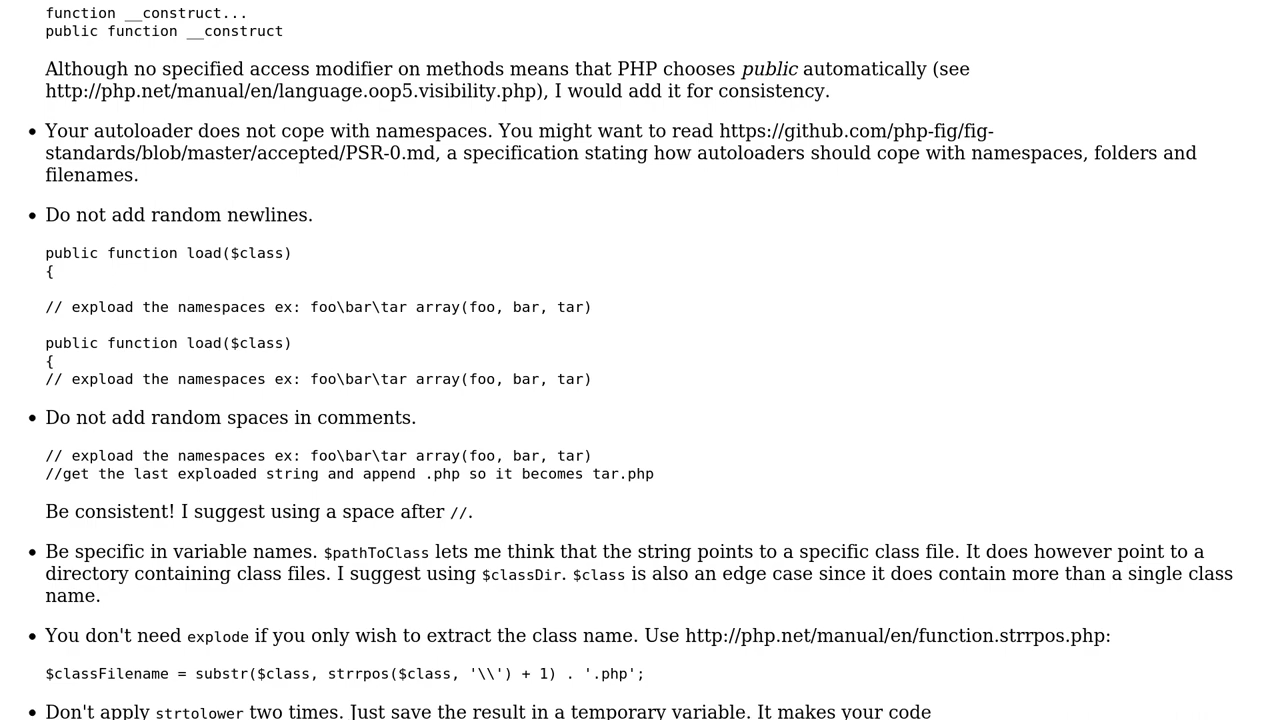 function __construct...
public function __construct
Although no specified access modifier on methods means that PHP chooses public automatically (see
http://php.net/manual/en/language.oop5.visibility.php), I would add it for consistency.
• Your autoloader does not cope with namespaces. You might want to read https://github.com/php-fig/fig-
standards/blob/master/accepted/PSR-0.md, a specification stating how autoloaders should cope with namespaces, folders and
filenames.
• Do not add random newlines.
public function load($class)
{
// expload the namespaces ex: foo\bar\tar array(foo, bar, tar)
public function load($class)
{
// expload the namespaces ex: foo\bar\tar array(foo, bar, tar)
• Do not add random spaces in comments.
// expload the namespaces ex: foo\bar\tar array(foo, bar, tar)
//get the last exploaded string and append .php so it becomes tar.php
Be consistent! I suggest using a space after //.
• Be specific in variable names. $pathToClass lets me think that the string points to a specific class file. It does however point to a
directory containing class files. I suggest using $classDir. $class is also an edge case since it does contain more than a single class
name.
• You don't need explode if you only wish to extract the class name. Use http://php.net/manual/en/function.strrpos.php:
$classFilename = substr($class, strrpos($class, '\\') + 1) . '.php';
• Don't apply strtolower two times. Just save the result in a temporary variable. It makes your code